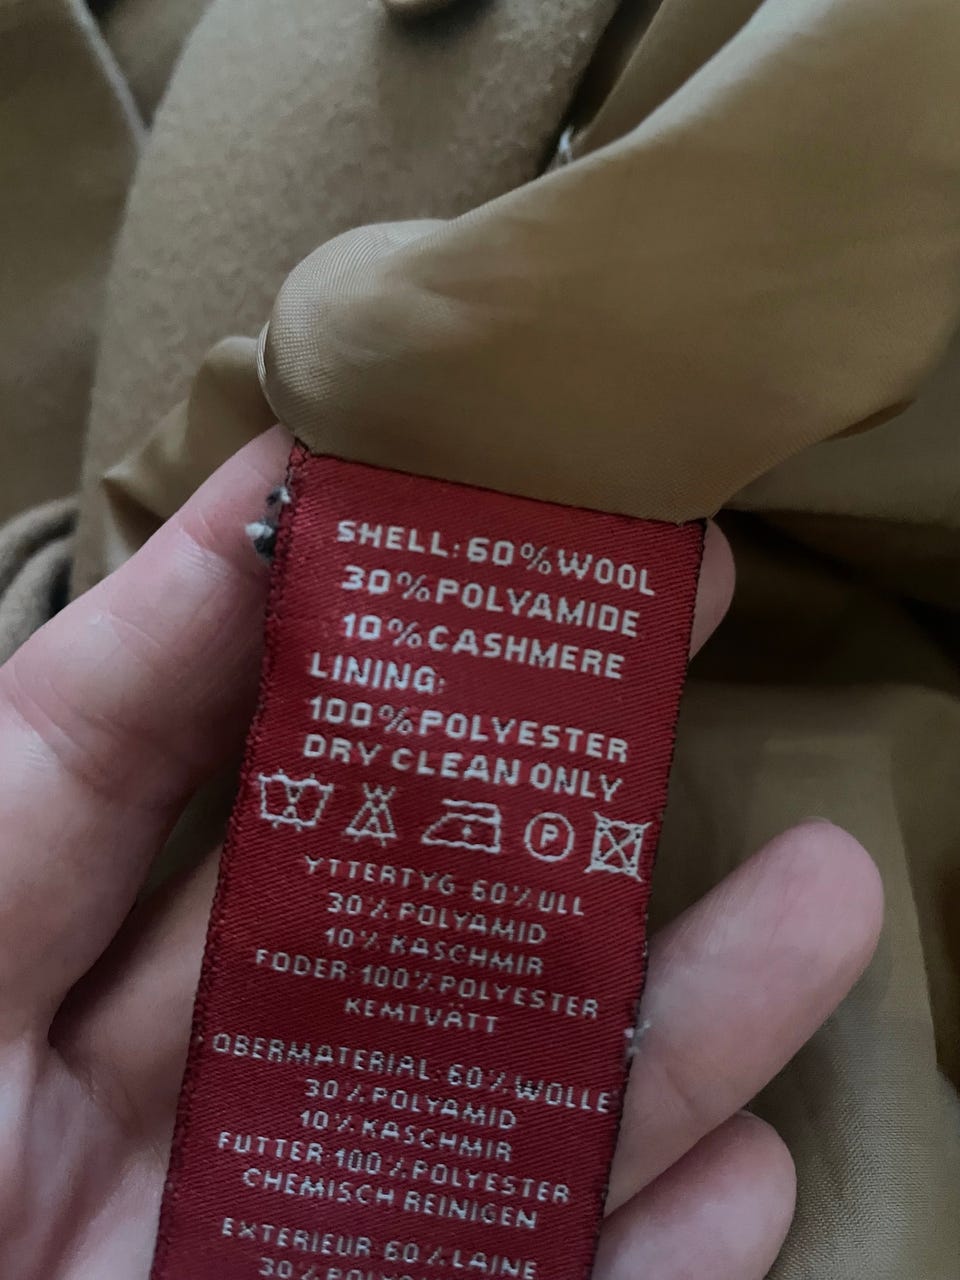 SHELL: 60% WOOL
30% POLYAMIDE
10% CASHMERE
LINING:
100% POLYESTER
DRY CLEAN ONLY
P
YTTERTYG 60% ULL
30% POLYAMID
10% KASCHMIR
FODER 100% POLYESTER
KEMTVÄTT
OBERMATERIAL: 60% WOLLE
30% POLYAMID
10% KASCHMIR
FUTTER 100% POLYESTER
CHEMISCH REINIGEN
EXTERIEUR 60% LAINE
30%